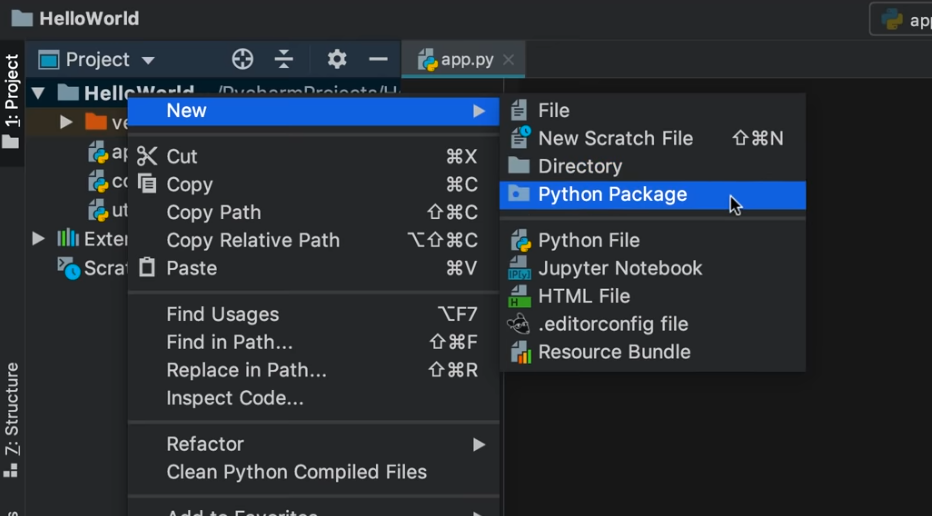 HelloWorld
app
1: Project
Project
app.py
HelloWorld ~/PycharmProjects/H
ve
ap
co
ut
Exter
Scrat
New
Cut ⌘X
Copy ⌘C
Copy Path ⇧⌘C
Copy Relative Path ⌥⇧⌘C
Paste ⌘V
Find Usages ⌥F7
Find in Path... ⇧⌘F
Replace in Path... ⇧⌘R
Inspect Code...
Refactor
Clean Python Compiled Files
Add to Favorites
File
New Scratch File ⇧⌘N
Directory
Python Package
Python File
IP[y]
Jupyter Notebook
H
HTML File
.editorconfig file
Resource Bundle
Z: Structure